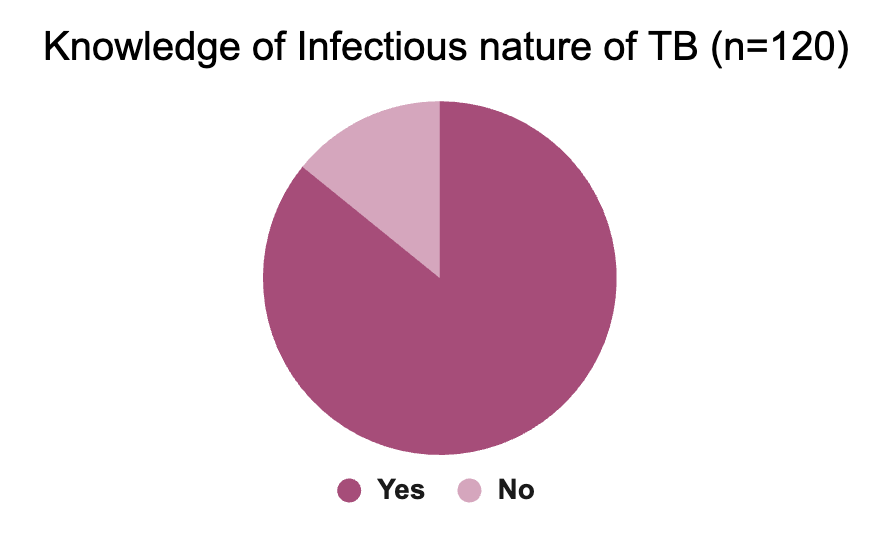 Knowledge of Infectious nature of TB (n=120)
Yes No